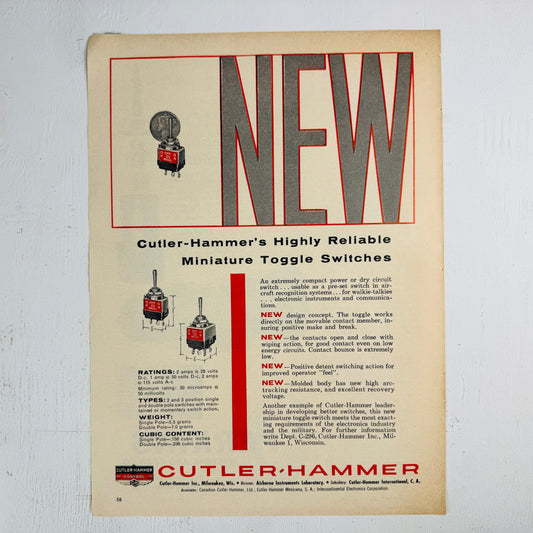 NEW
Cutler-Hammer's Highly Reliable
Miniature Toggle Switches
An extremely compact power or dry circuit
switch... usable as a pre-set switch in air-
craft recognition systems... for walkie-talkies
... electronic instruments and communica-
tions.
NEW design concept. The toggle works
directly on the movable contact member, in-
suring positive make and break.
NEW—the contacts open and close with
wiping action, for good contact even on low
energy circuits. Contact bounce is extremely
low.
NEW—Positive detent switching action for
improved operator "feel".
NEW—Molded body has new high arc-
tracking resistance, and excellent recovery
voltage.
Another example of Cutler-Hammer leader-
ship in developing better switches, this new
miniature toggle switch meets the most exact-
ing requirements of the electronics industry
and the military. For further information
write Dept. C-296, Cutler-Hammer Inc., Mil-
waukee 1, Wisconsin.
RATINGS: 2 amps @ 28 volts
D-c, 1 amp @ 50 volts D-c, 2 amps
@ 115 volts A-c
Minimum rating: 30 microamps @
50 millivolts
TYPES: 2 and 3 position single
and double pole switches with main-
tained or momentary switch action.
WEIGHT:
Single Pole—5.5 grams
Double Pole—7.6 grams
CUBIC CONTENT:
Single Pole—.156 cubic inches
Double Pole—.206 cubic inches
CUTLER-HAMMER
CONTROL
CUTLER-HAMMER
Cutler-Hammer Inc., Milwaukee, Wis. • Division: Airborne Instruments Laboratory. • Subsidiary: Cutler-Hammer International, C. A.
Associates: Canadian Cutler-Hammer, Ltd.; Cutler-Hammer Mexicana, S. A.; Intercontinental Electronics Corporation.
58